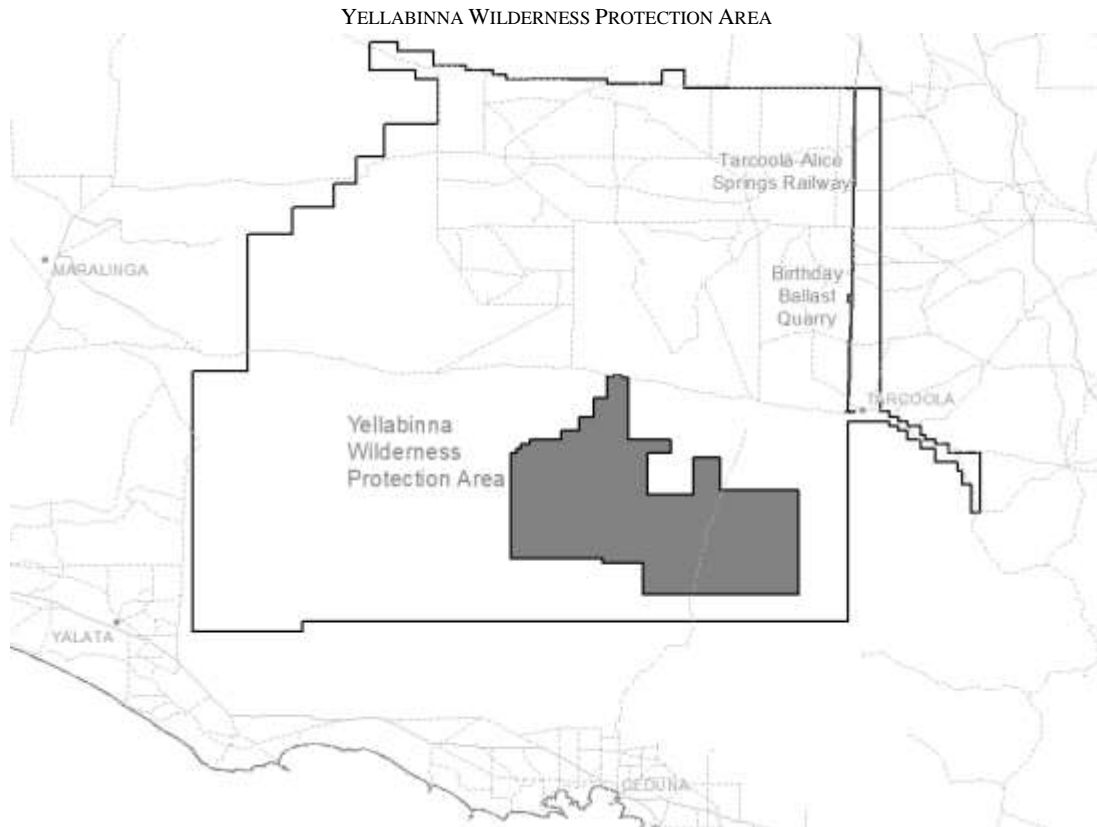 YELLABINNA WILDERNESS PROTECTION AREA
Tarcoola-Alice
Springs Railway
MARALINGA
Birthday
Ballast
Quarry
TARCOOLA
Yellabinna
Wilderness
Protection Area
YALATA
CEDUNA